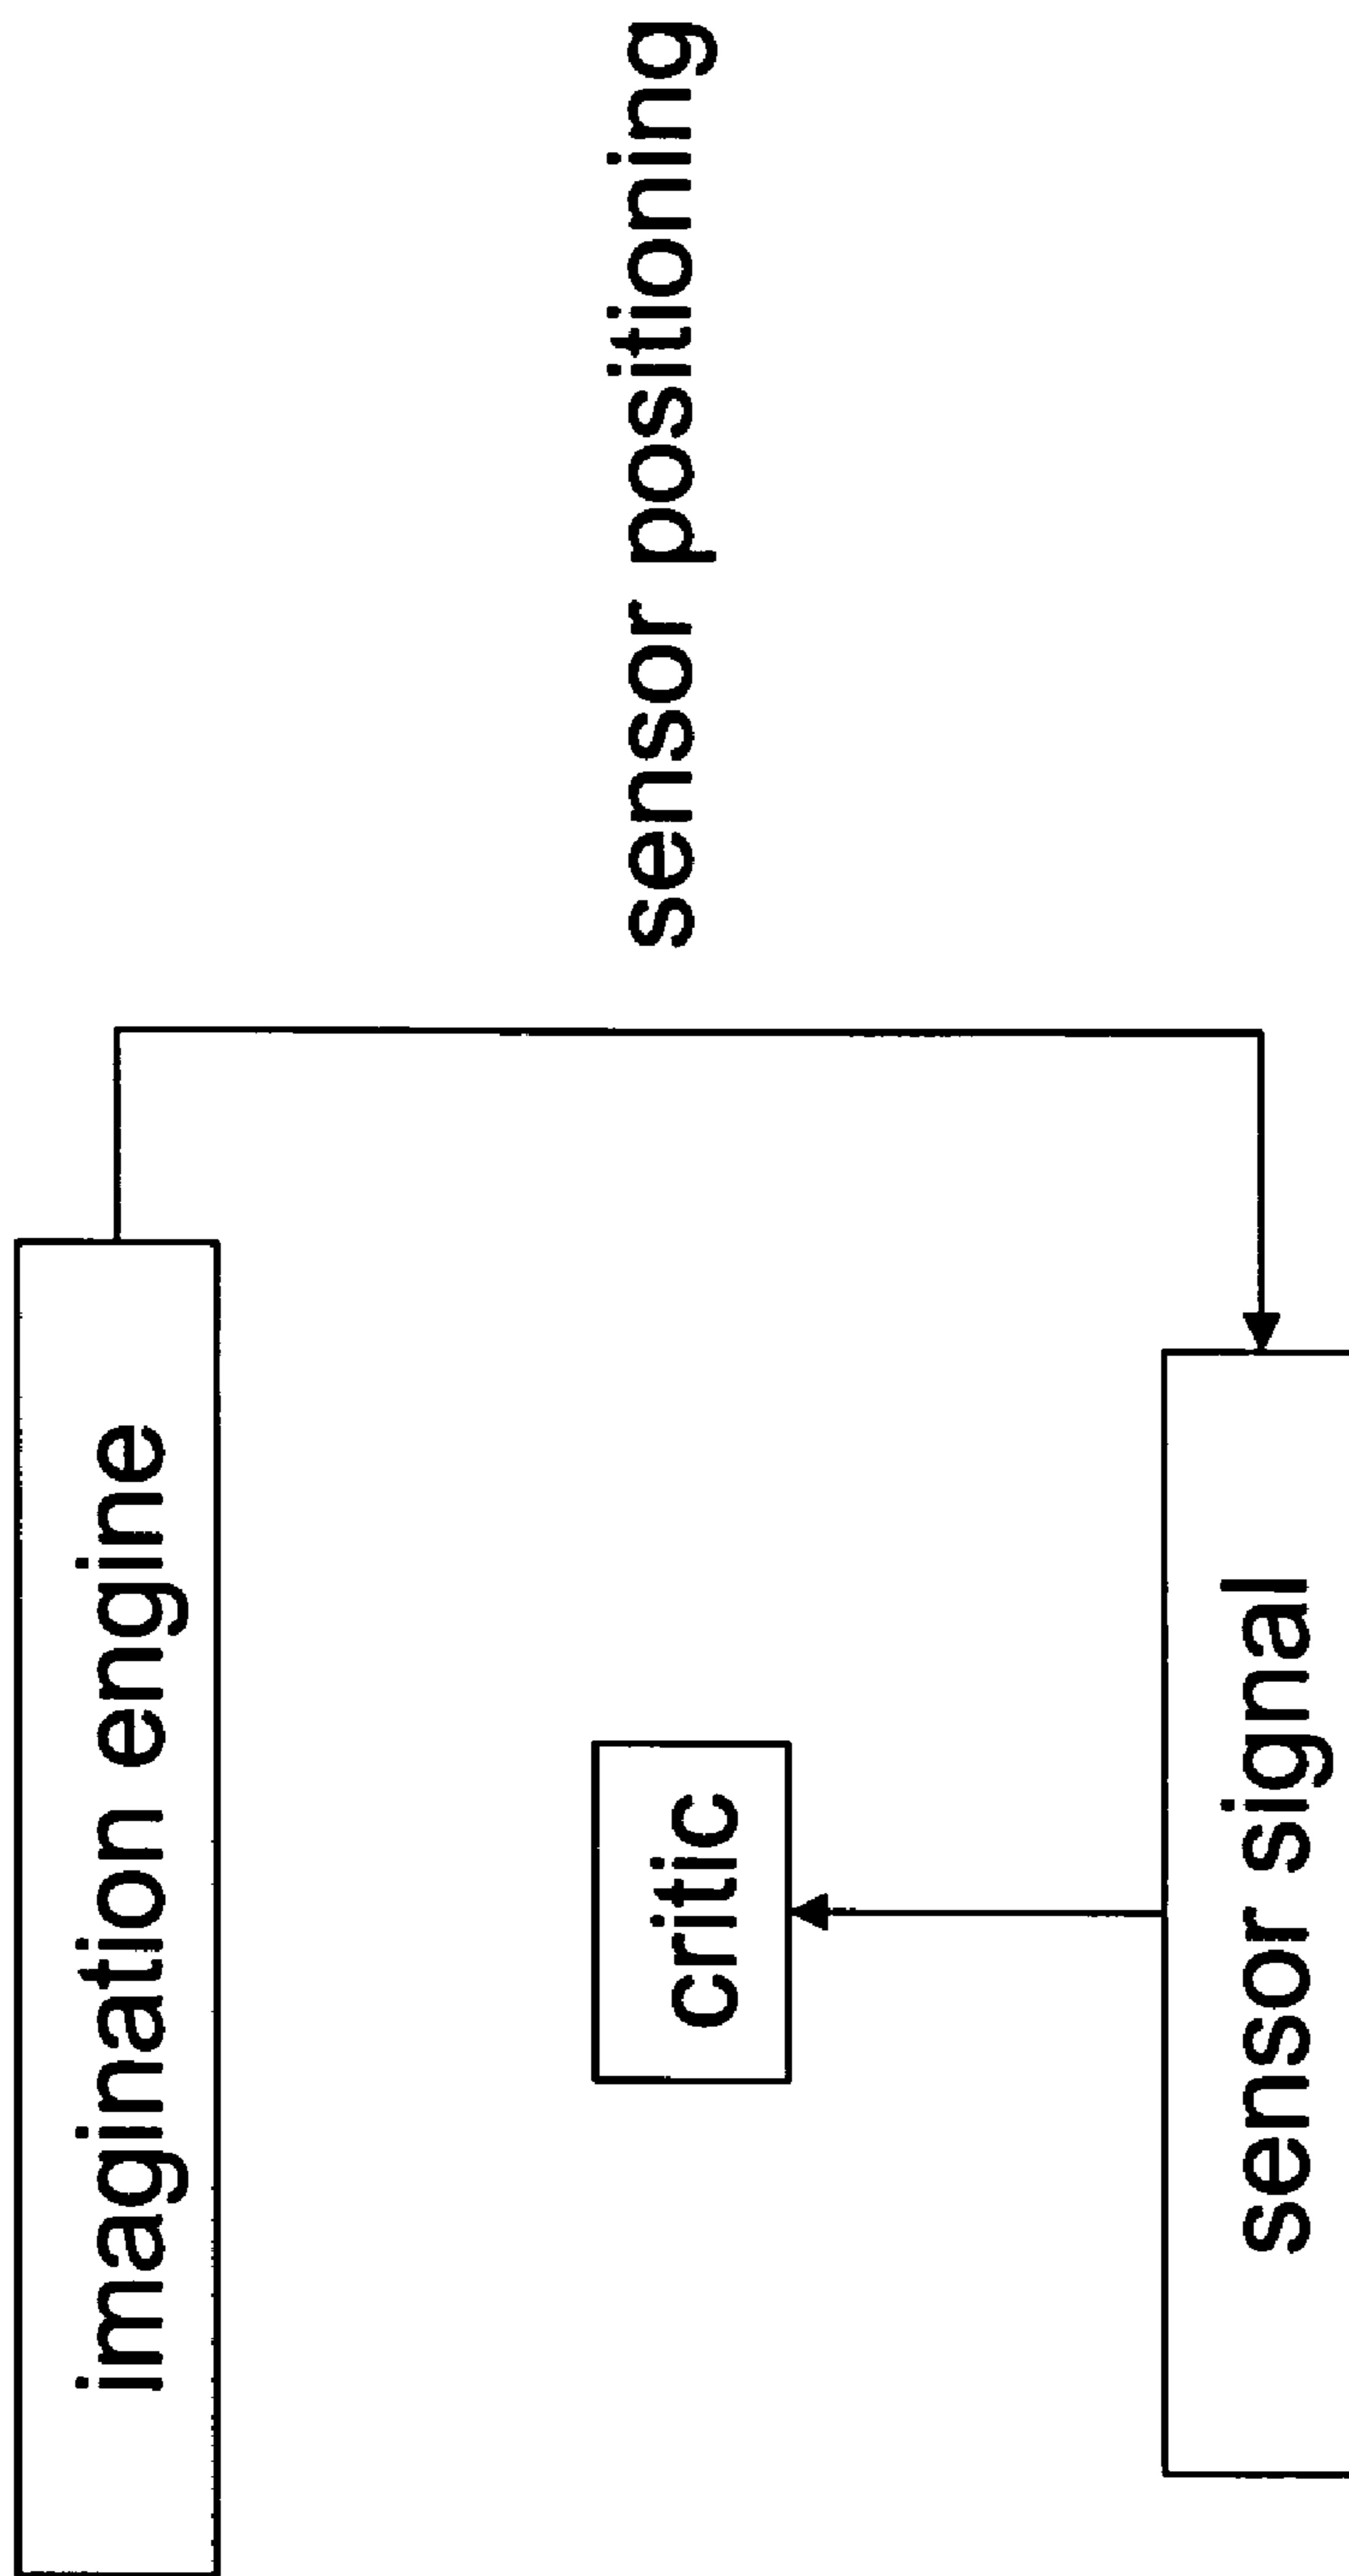 imagination engine
critic
sensor positioning
sensor signal